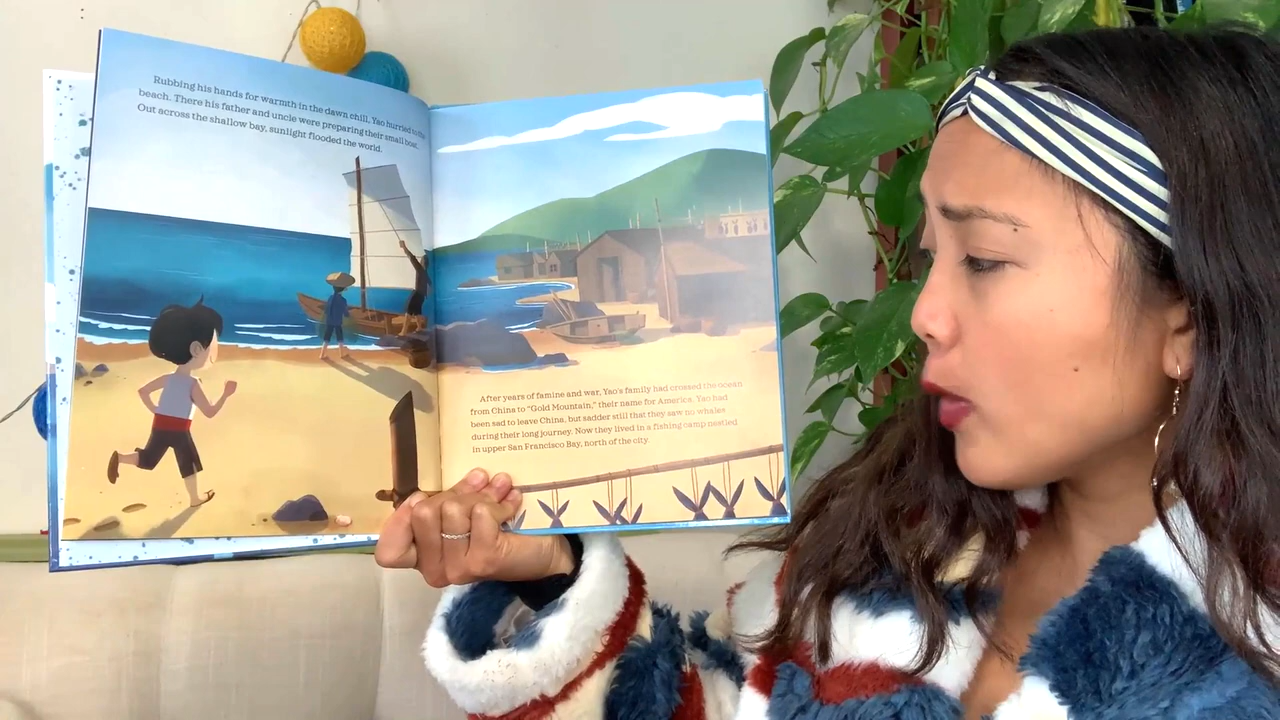 Rubbing his hands for warmth in the dawn chill, Yao hurried to the
beach. There his father and uncle were preparing their small boat.
Out across the shallow bay, sunlight flooded the world.
After years of famine and war, Yao's family had crossed the ocean
from China to "Gold Mountain," their name for America. Yao had
been sad to leave China, but sadder still that they saw no whales
during their long journey. Now they lived in a fishing camp nestled
in upper San Francisco Bay, north of the city.